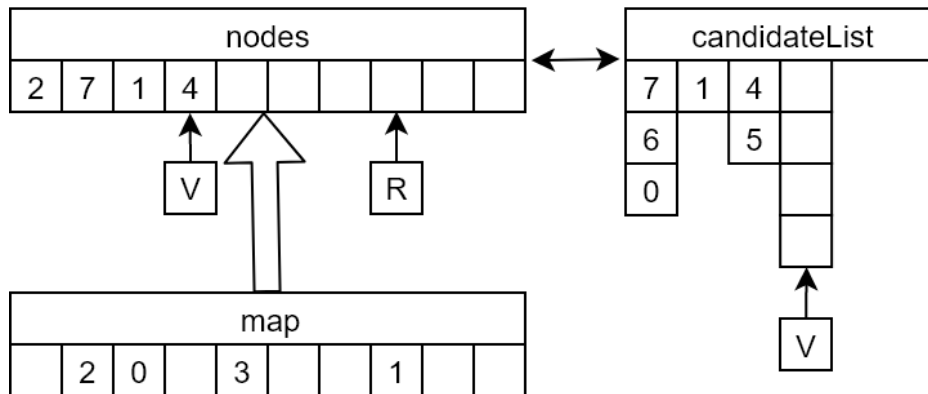 nodes
candidateList
2 7 1 4
7 1 4
6 5
0
V
R
map
V
2 0 3 1